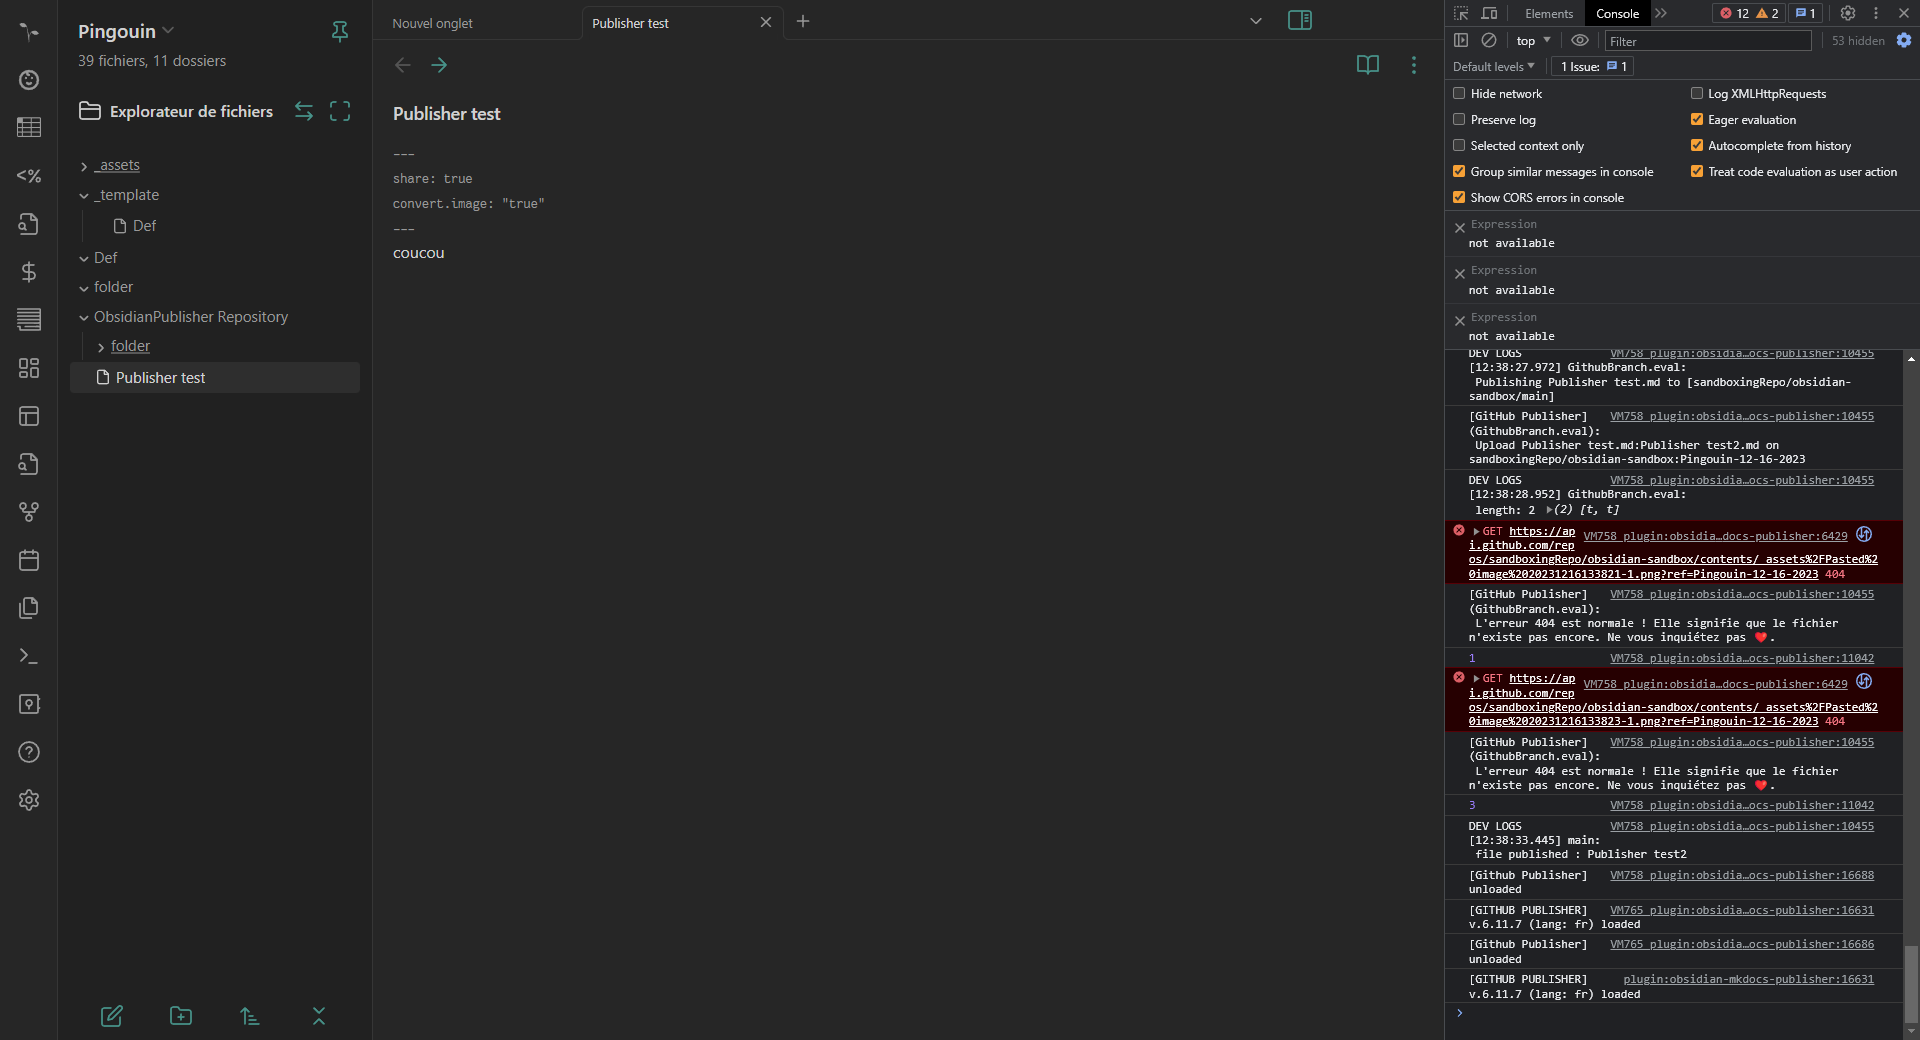 Pingouin
39 fichiers, 11 dossiers
Explorateur de fichiers
_assets
_template
Def
Def
folder
ObsidianPublisher Repository
folder
Publisher test
Nouvel onglet
Publisher test
Publisher test
---
share: true
convert.image: "true"
---
coucou
Elements
Console
12
2
1
top
Filter
53 hidden
Default levels
1 Issue: 1
Hide network
Log XMLHttpRequests
Preserve log
Eager evaluation
Selected context only
Autocomplete from history
Group similar messages in console
Treat code evaluation as user action
Show CORS errors in console
Expression
not available
Expression
not available
Expression
not available
DEV LOGS VM758 plugin:obsidia…ocs-publisher:10455
[12:38:27.972] GithubBranch.eval:
Publishing Publisher test.md to [sandboxingRepo/obsidian-
sandbox/main]
[GitHub Publisher] VM758 plugin:obsidia…ocs-publisher:10455
(GithubBranch.eval):
Upload Publisher test.md:Publisher test2.md on
sandboxingRepo/obsidian-sandbox:Pingouin-12-16-2023
DEV LOGS VM758 plugin:obsidia…ocs-publisher:10455
[12:38:28.952] GithubBranch.eval:
length: 2 (2) [t, t]
GET https://ap VM758 plugin:obsidia…docs-publisher:6429
i.github.com/rep
os/sandboxingRepo/obsidian-sandbox/contents/_assets%2FPasted%2
0image%2020231216133821-1.png?ref=Pingouin-12-16-2023 404
[GitHub Publisher] VM758 plugin:obsidia…ocs-publisher:10455
(GithubBranch.eval):
L'erreur 404 est normale ! Elle signifie que le fichier
n'existe pas encore. Ne vous inquiétez pas ❤️.
1 VM758 plugin:obsidia…ocs-publisher:11042
GET https://ap VM758 plugin:obsidia…docs-publisher:6429
i.github.com/rep
os/sandboxingRepo/obsidian-sandbox/contents/_assets%2FPasted%2
0image%2020231216133823-1.png?ref=Pingouin-12-16-2023 404
[GitHub Publisher] VM758 plugin:obsidia…ocs-publisher:10455
(GithubBranch.eval):
L'erreur 404 est normale ! Elle signifie que le fichier
n'existe pas encore. Ne vous inquiétez pas ❤️.
3 VM758 plugin:obsidia…ocs-publisher:11042
DEV LOGS VM758 plugin:obsidia…ocs-publisher:10455
[12:38:33.445] main:
file published : Publisher test2
[Github Publisher] VM758 plugin:obsidia…ocs-publisher:16688
unloaded
[GITHUB PUBLISHER] VM765 plugin:obsidia…ocs-publisher:16631
v.6.11.7 (lang: fr) loaded
[Github Publisher] VM765 plugin:obsidia…ocs-publisher:16686
unloaded
[GITHUB PUBLISHER] plugin:obsidian-mkdocs-publisher:16631
v.6.11.7 (lang: fr) loaded